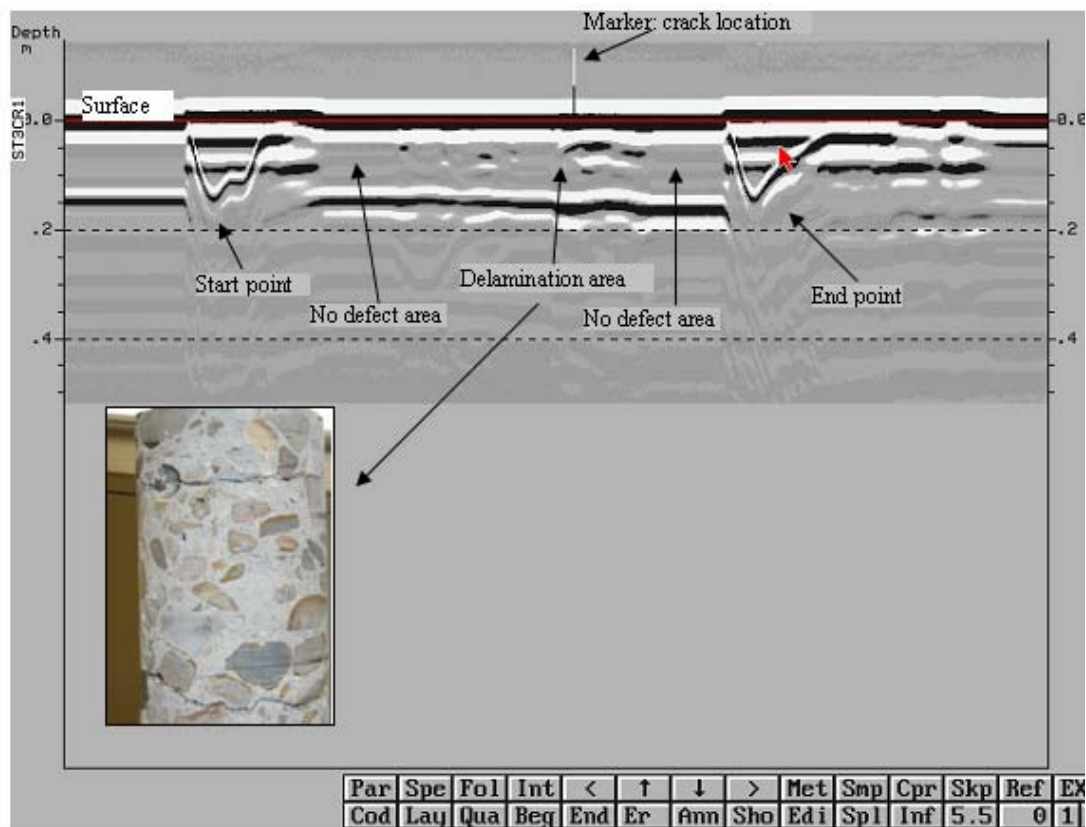 Marker: crack location
Depth
m
Surface
0.0
0.0
ST3CR1
.2
.2
Start point
Delamination area
End point
No defect area
No defect area
.4
.4
Par Spe Fol Int < ↑ ↓ > Met Smp Cpr Skp Ref EX
Cod Lay Qua Beg End Er Ann Sho Edi Spl Inf 5.5 0 1